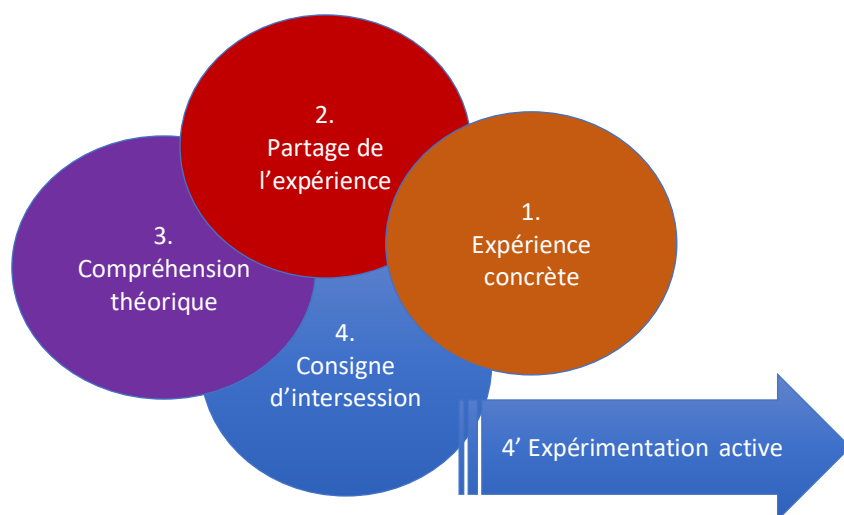 2.
Partage de
l’expérience
1.
Expérience
concrète
3.
Compréhension
théorique
4.
Consigne
d’intersession
4’ Expérimentation active